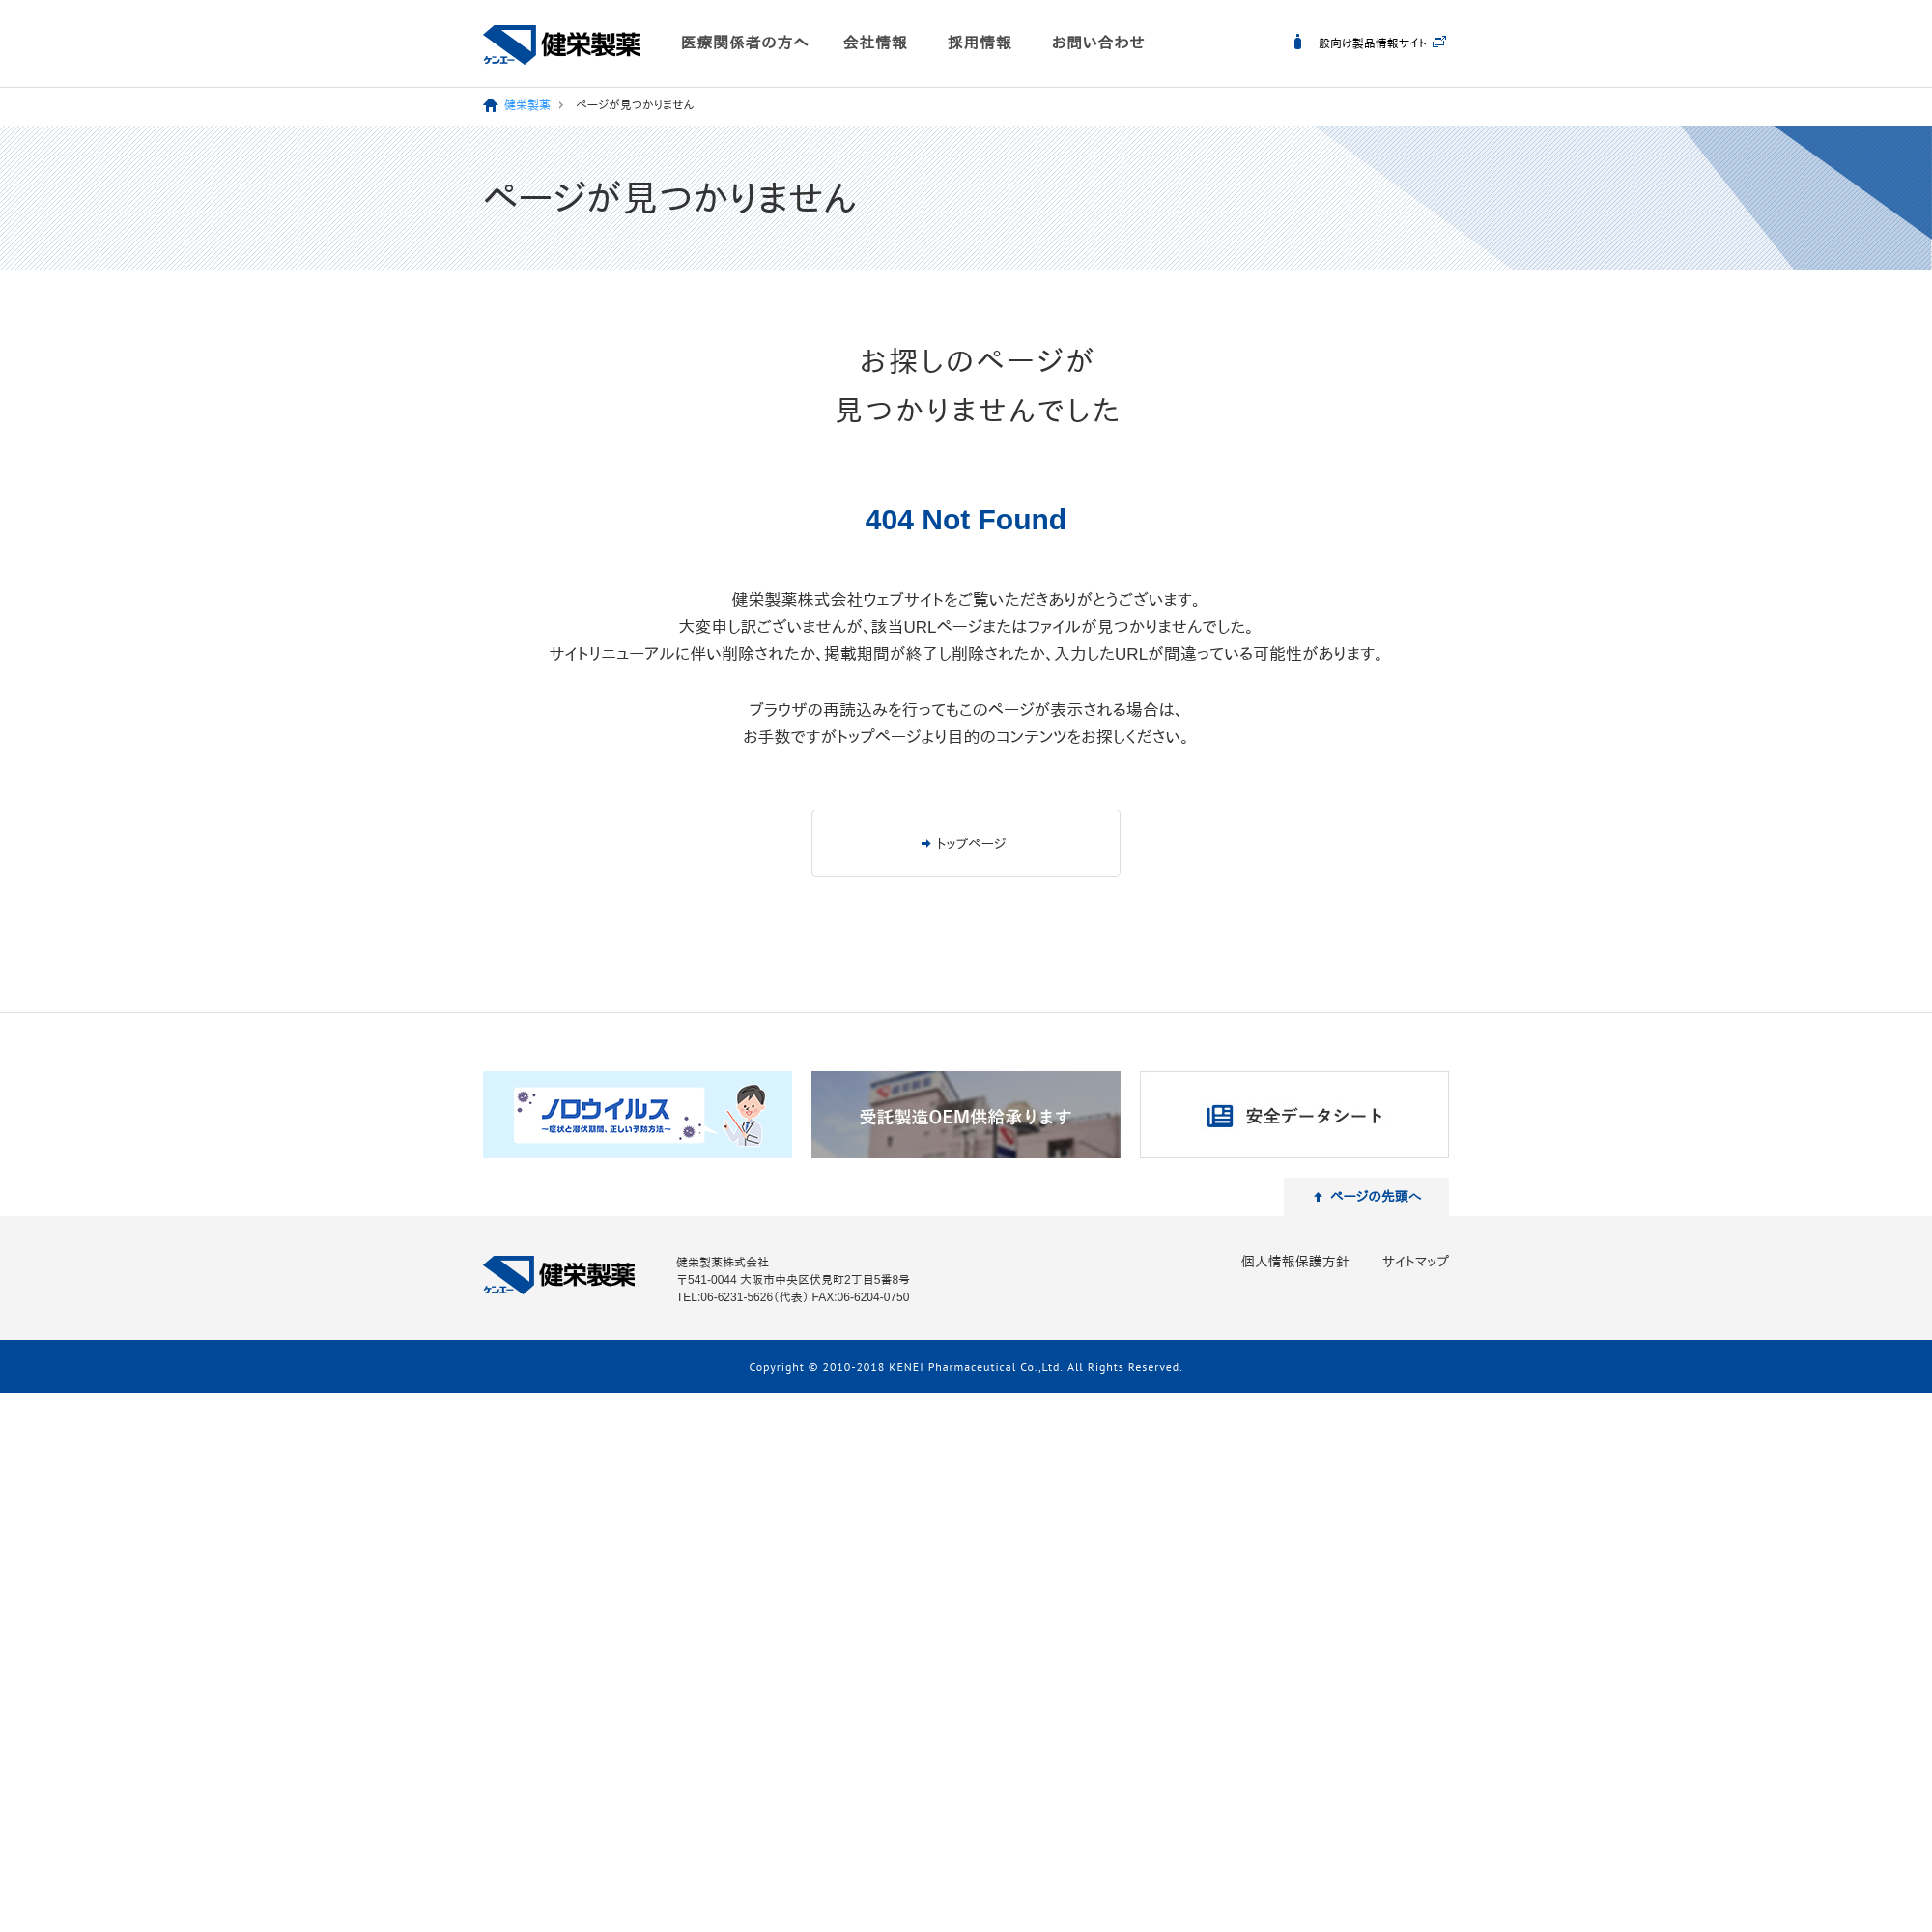 ケンエー 健栄製薬
医療関係者の方へ 会社情報 採用情報 お問い合わせ
一般向け製品情報サイト
健栄製薬 ページが見つかりません
ページが見つかりません
お探しのページが
見つかりませんでした
404 Not Found
健栄製薬株式会社ウェブサイトをご覧いただきありがとうございます。
大変申し訳ございませんが、該当URLページまたはファイルが見つかりませんでした。
サイトリニューアルに伴い削除されたか、掲載期間が終了し削除されたか、入力したURLが間違っている可能性があります。
ブラウザの再読込みを行ってもこのページが表示される場合は、
お手数ですがトップページより目的のコンテンツをお探しください。
トップページ
ノロウイルス
～症状と潜伏期間、正しい予防方法～
健栄製薬
受託製造OEM供給承ります
安全データシート
ページの先頭へ
ケンエー 健栄製薬
健栄製薬株式会社
〒541-0044 大阪市中央区伏見町2丁目5番8号
TEL:06-6231-5626（代表） FAX:06-6204-0750
個人情報保護方針 サイトマップ
Copyright © 2010-2018 KENEI Pharmaceutical Co.,Ltd. All Rights Reserved.